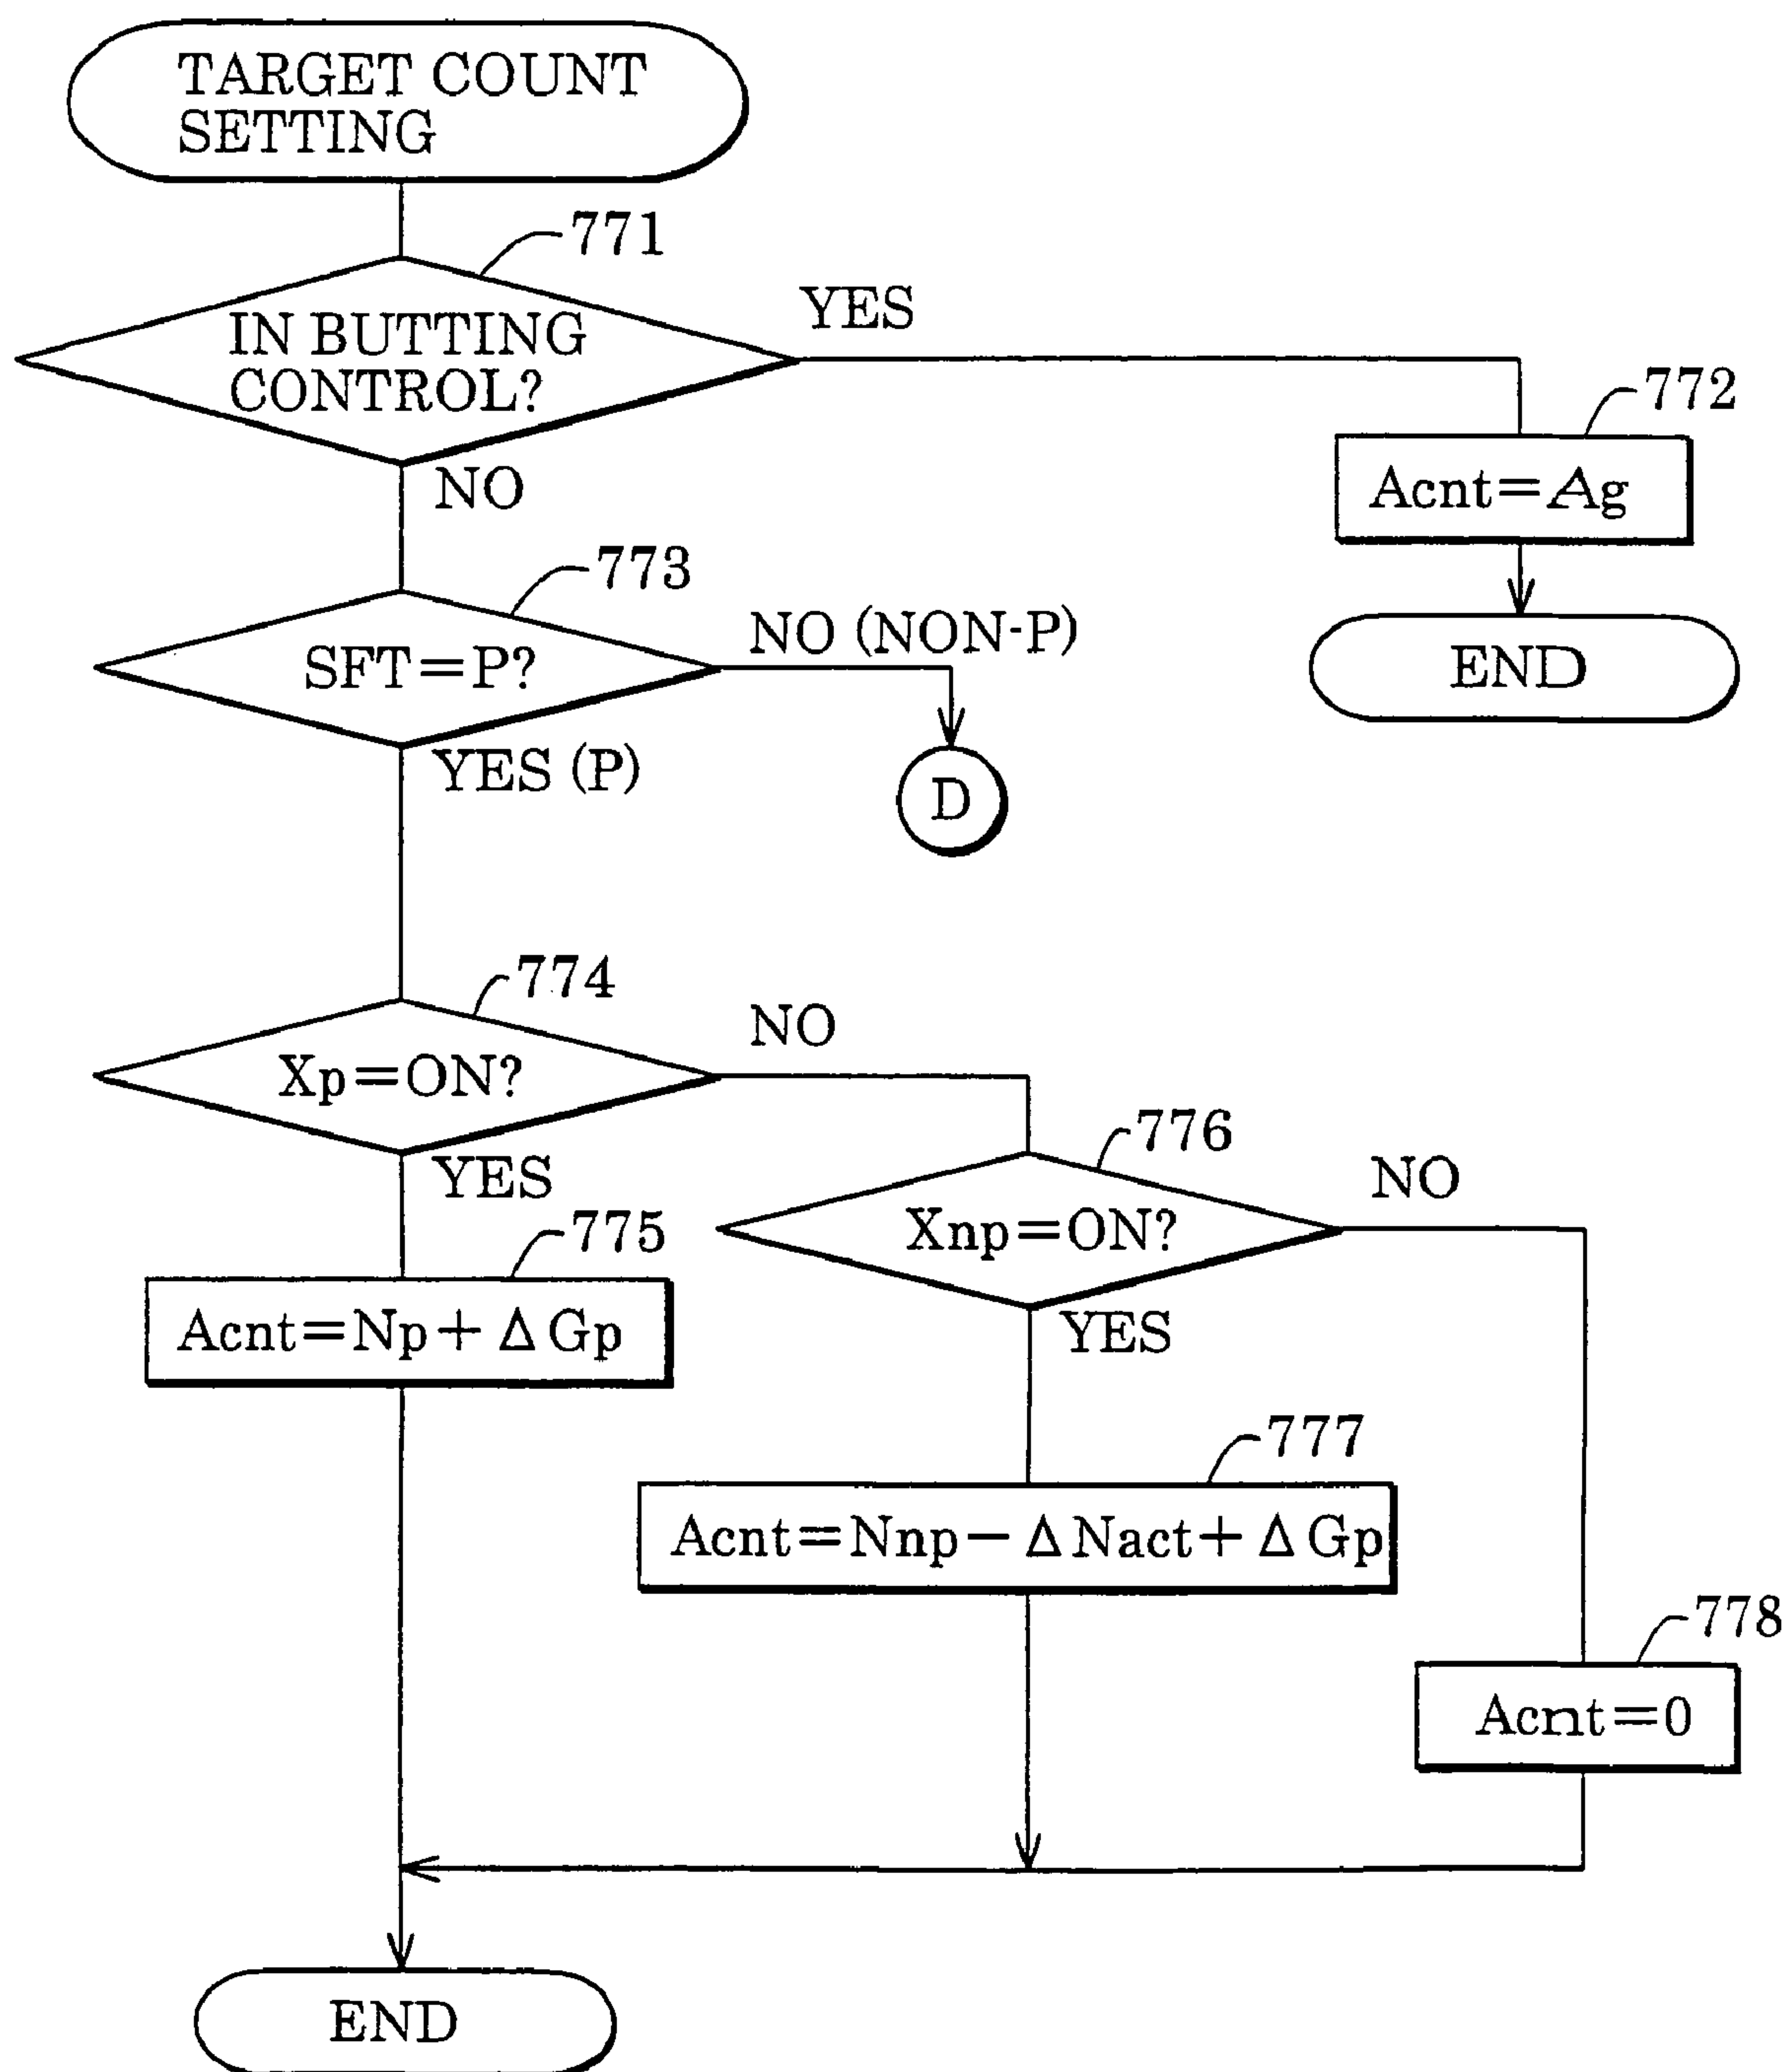 TARGET COUNT
SETTING
771
IN BUTTING
CONTROL?
YES
772
Acnt=Ag
END
NO
773
SFT=P?
NO (NON-P)
D
YES (P)
774
Xp=ON?
NO
YES
775
Acnt=Np+ΔGp
776
Xnp=ON?
NO
YES
777
Acnt=Nnp−ΔNact+ΔGp
778
Acnt=0
END